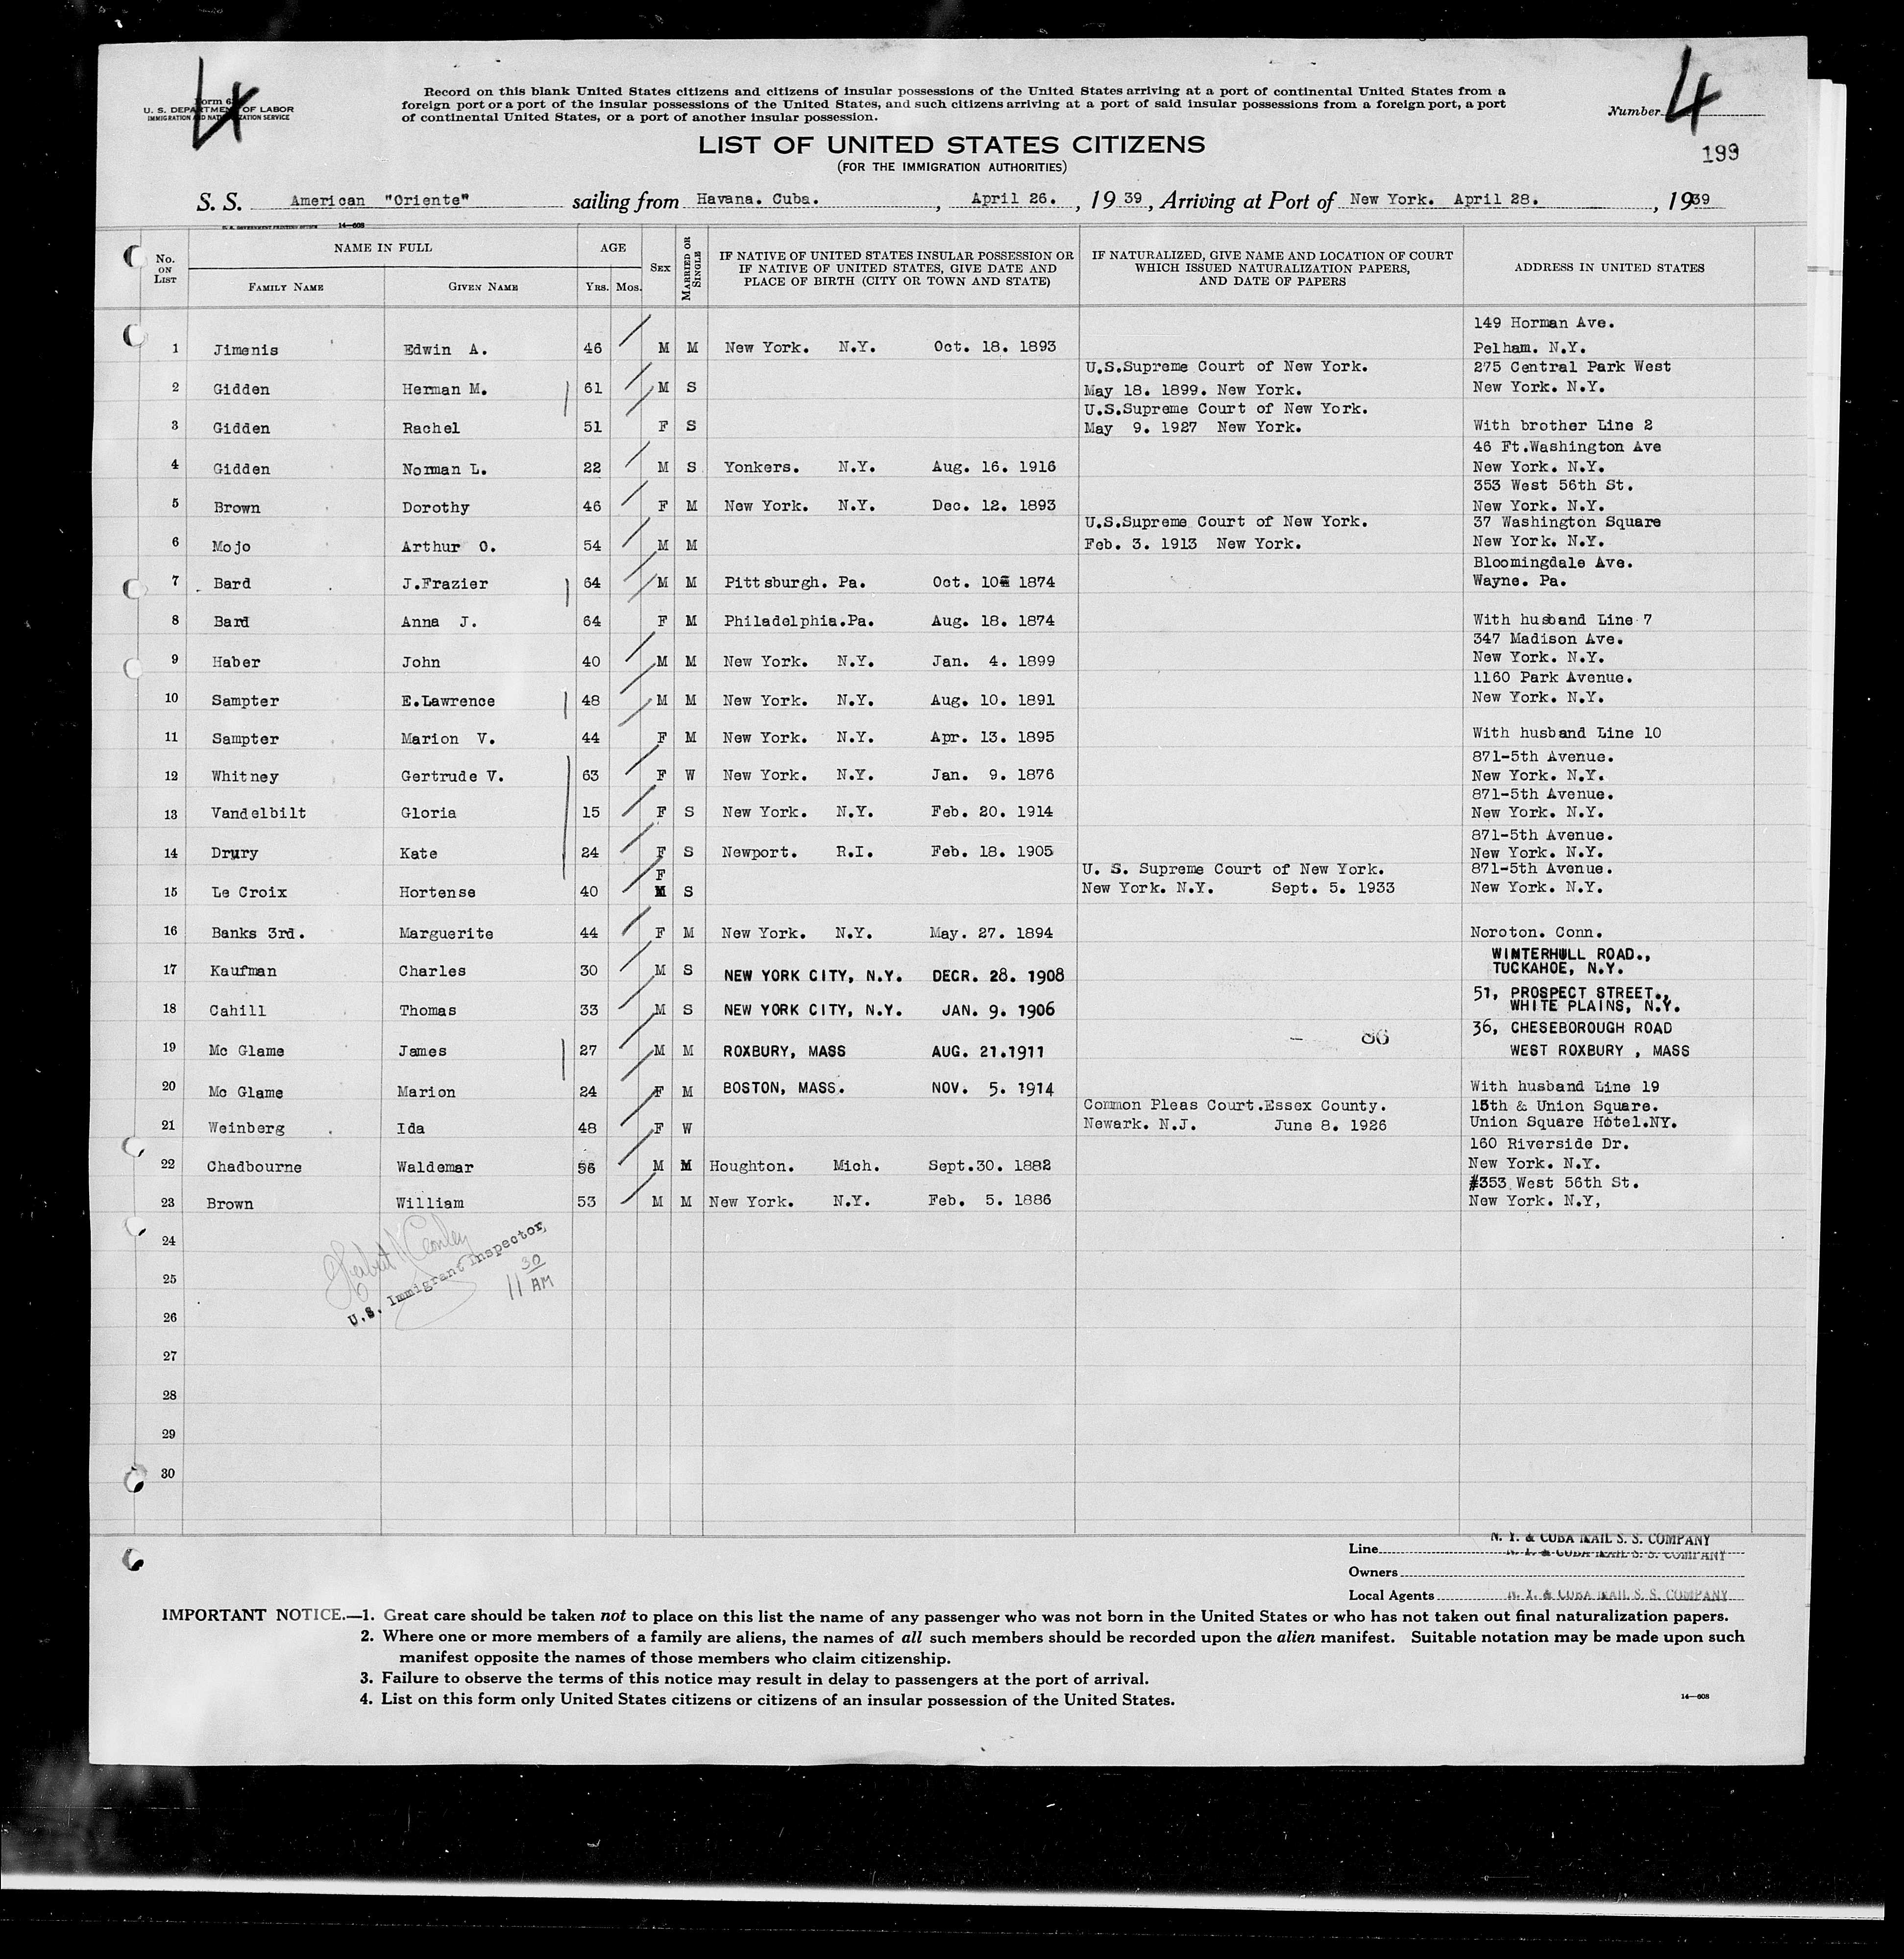 4
Form 6
U. S. DEPARTMENT OF LABOR
IMMIGRATION AND NATURALIZATION SERVICE
Record on this blank United States citizens and citizens of insular possessions of the United States arriving at a port of continental United States from a
foreign port or a port of the insular possessions of the United States, and such citizens arriving at a port of said insular possessions from a foreign port, a port
of continental United States, or a port of another insular possession.
Number 4
199
LIST OF UNITED STATES CITIZENS
(FOR THE IMMIGRATION AUTHORITIES)
S. S. American "Oriente" sailing from Havana. Cuba. , April 26. , 19 39 , Arriving at Port of New York. April 28. , 1939
U. S. GOVERNMENT PRINTING OFFICE 14—608
No. ON LIST
NAME IN FULL
FAMILY NAME GIVEN NAME
AGE
YRS. MOS.
SEX
MARRIED OR SINGLE
IF NATIVE OF UNITED STATES INSULAR POSSESSION OR
IF NATIVE OF UNITED STATES, GIVE DATE AND
PLACE OF BIRTH (CITY OR TOWN AND STATE)
IF NATURALIZED, GIVE NAME AND LOCATION OF COURT
WHICH ISSUED NATURALIZATION PAPERS,
AND DATE OF PAPERS
ADDRESS IN UNITED STATES
149 Horman Ave.
1 Jimenis Edwin A. 46 M M New York. N.Y. Oct. 18. 1893 Pelham. N.Y.
U.S.Supreme Court of New York. 275 Central Park West
2 Gidden Herman M. 61 M S May 18. 1899. New York. New York. N.Y.
U.S.Supreme Court of New York.
3 Gidden Rachel 51 F S May 9. 1927 New York. With brother Line 2
46 Ft.Washington Ave
4 Gidden Norman L. 22 M S Yonkers. N.Y. Aug. 16. 1916 New York. N.Y.
353 West 56th St.
5 Brown Dorothy 46 F M New York. N.Y. Dec. 12. 1893 New York. N.Y.
U.S.Supreme Court of New York. 37 Washington Square
6 Mojo Arthur O. 54 M M Feb. 3. 1913 New York. New York. N.Y.
Bloomingdale Ave.
7 Bard J.Frazier 64 M M Pittsburgh. Pa. Oct. 10 1874 Wayne. Pa.
8 Bard Anna J. 64 F M Philadelphia.Pa. Aug. 18. 1874 With husband Line 7
347 Madison Ave.
9 Haber John 40 M M New York. N.Y. Jan. 4. 1899 New York. N.Y.
1160 Park Avenue.
10 Sampter E.Lawrence 48 M M New York. N.Y. Aug. 10. 1891 New York. N.Y.
11 Sampter Marion V. 44 F M New York. N.Y. Apr. 13. 1895 With husband Line 10
871-5th Avenue.
12 Whitney Gertrude V. 63 F W New York. N.Y. Jan. 9. 1876 New York. N.Y.
871-5th Avenue.
13 Vandelbilt Gloria 15 F S New York. N.Y. Feb. 20. 1914 New York. N.Y.
871-5th Avenue.
14 Drury Kate 24 F S Newport. R.I. Feb. 18. 1905 New York. N.Y.
F U. S. Supreme Court of New York. 871-5th Avenue.
15 Le Croix Hortense 40 M S New York. N.Y. Sept. 5. 1933 New York. N.Y.
16 Banks 3rd. Marguerite 44 F M New York. N.Y. May. 27. 1894 Noroton. Conn.
WINTERHULL ROAD.,
17 Kaufman Charles 30 M S NEW YORK CITY, N.Y. DECR. 28. 1908 TUCKAHOE, N.Y.
51, PROSPECT STREET.,
18 Cahill Thomas 33 M S NEW YORK CITY, N.Y. JAN. 9. 1906 WHITE PLAINS, N.Y.
86 36, CHESEBOROUGH ROAD
19 Mc Glame James 27 M M ROXBURY, MASS AUG. 21.1911 WEST ROXBURY , MASS
20 Mc Glame Marion 24 F M BOSTON, MASS. NOV. 5. 1914 With husband Line 19
Common Pleas Court.Essex County. 15th & Union Square.
21 Weinberg Ida 48 F W Newark. N.J. June 8. 1926 Union Square Hotel.NY.
160 Riverside Dr.
22 Chadbourne Waldemar 56 M M Houghton. Mich. Sept.30. 1882 New York. N.Y.
#353 West 56th St.
23 Brown William 53 M M New York. N.Y. Feb. 5. 1886 New York. N.Y,
24
U.S. Immigrant Inspector,
11 30 AM
25
26
27
28
29
30
Line N. Y. & CUBA MAIL S. S. COMPANY
N. Y. & CUBA MAIL S. S. COMPANY
Owners
Local Agents N. Y. & CUBA MAIL S. S. COMPANY
IMPORTANT NOTICE.—1. Great care should be taken not to place on this list the name of any passenger who was not born in the United States or who has not taken out final naturalization papers.
2. Where one or more members of a family are aliens, the names of all such members should be recorded upon the alien manifest. Suitable notation may be made upon such
manifest opposite the names of those members who claim citizenship.
3. Failure to observe the terms of this notice may result in delay to passengers at the port of arrival.
4. List on this form only United States citizens or citizens of an insular possession of the United States.
14—608